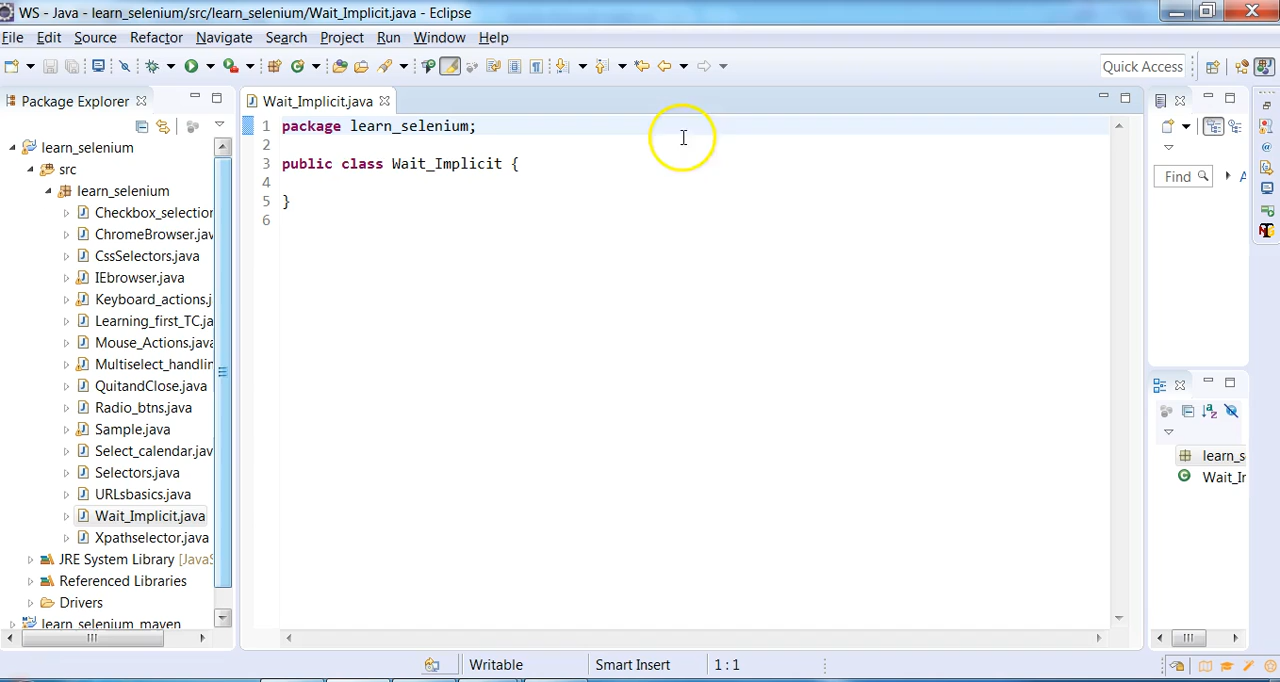 WS - Java - learn_selenium/src/learn_selenium/Wait_Implicit.java - Eclipse
File Edit Source Refactor Navigate Search Project Run Window Help
Quick Access
Package Explorer
Wait_Implicit.java
learn_selenium
src
learn_selenium
Checkbox_selection
ChromeBrowser.jav
CssSelectors.java
IEbrowser.java
Keyboard_actions.j
Learning_first_TC.ja
Mouse_Actions.java
Multiselect_handlin
QuitandClose.java
Radio_btns.java
Sample.java
Select_calendar.jav
Selectors.java
URLsbasics.java
Wait_Implicit.java
Xpathselector.java
JRE System Library [JavaS
Referenced Libraries
Drivers
learn_selenium_maven
1 package learn_selenium;
2
3 public class Wait_Implicit {
4
5 }
6
Find
A
learn_s
Wait_Ir
Writable Smart Insert 1 : 1